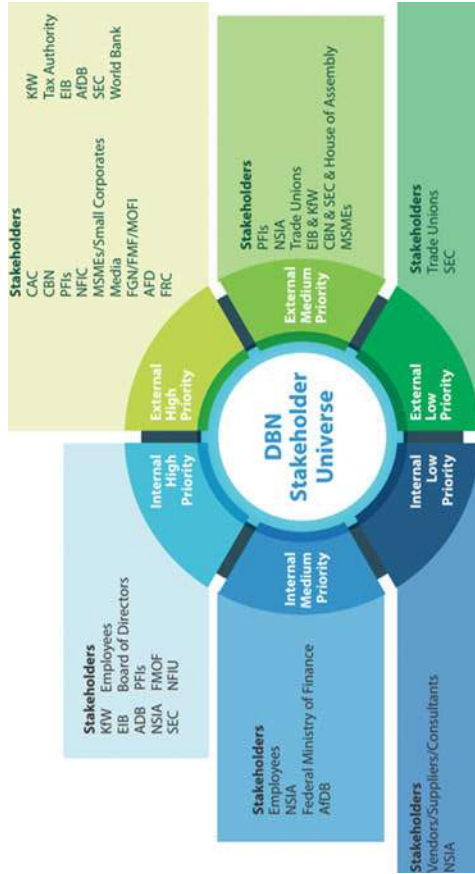 Stakeholders
KfW Employees
EIB Board of Directors
ADB PFIs
NSIA FMOF
SEC NFIU
Stakeholders
CAC KfW
CBN Tax Authority
PFIs EIB
NFIC AfDB
MSMEs/Small Corporates SEC
Media World Bank
FGN/FMF/MOFI
AFD
FRC
Internal
High
Priority
External
High
Priority
Stakeholders
Employees
NSIA
Federal Ministry of Finance
AfDB
Internal
Medium
Priority
DBN
Stakeholder
Universe
External
Medium
Priority
Stakeholders
PFIs
NSIA
Trade Unions
EIB & KfW
CBN & SEC & House of Assembly
MSMEs
Internal
Low
Priority
External
Low
Priority
Stakeholders
Vendors/Suppliers/Consultants
NSIA
Stakeholders
Trade Unions
SEC